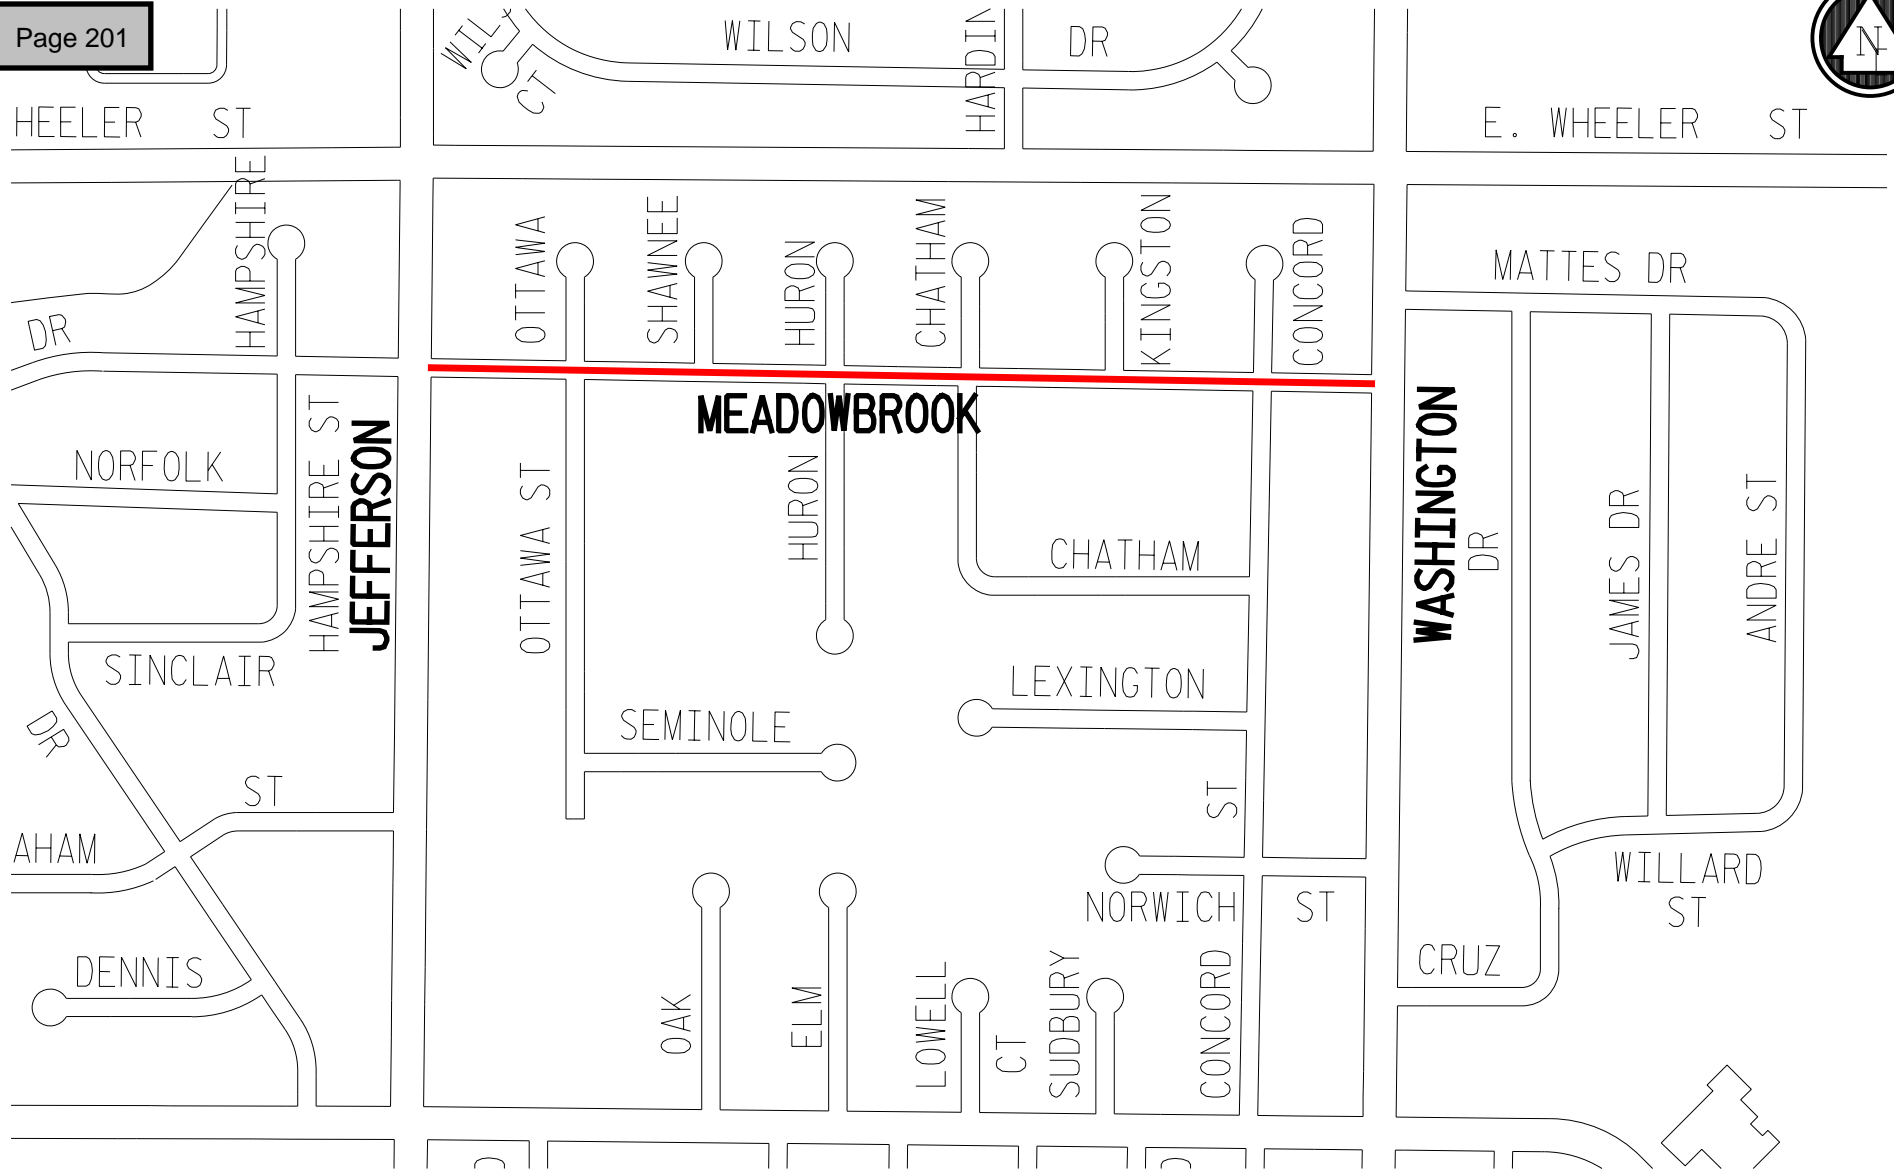 Page 201
N
WILSON
DR
CT
HEELER ST
E. WHEELER ST
HAMPSHIRE
OTTAWA
SHAWNEE
HURON
CHATHAM
KINGSTON
CONCORD
MATTES DR
DR
MEADOWBROOK
NORFOLK
HAMPSHIRE ST
JEFFERSON
OTTAWA ST
HURON
CHATHAM
WASHINGTON
DR
JAMES DR
ANDRE ST
SINCLAIR
LEXINGTON
DR
SEMINOLE
ST
ST
AHAM
WILLARD
ST
NORWICH ST
DENNIS
CRUZ
OAK
ELM
LOWELL
CT
SUDBURY
CONCORD